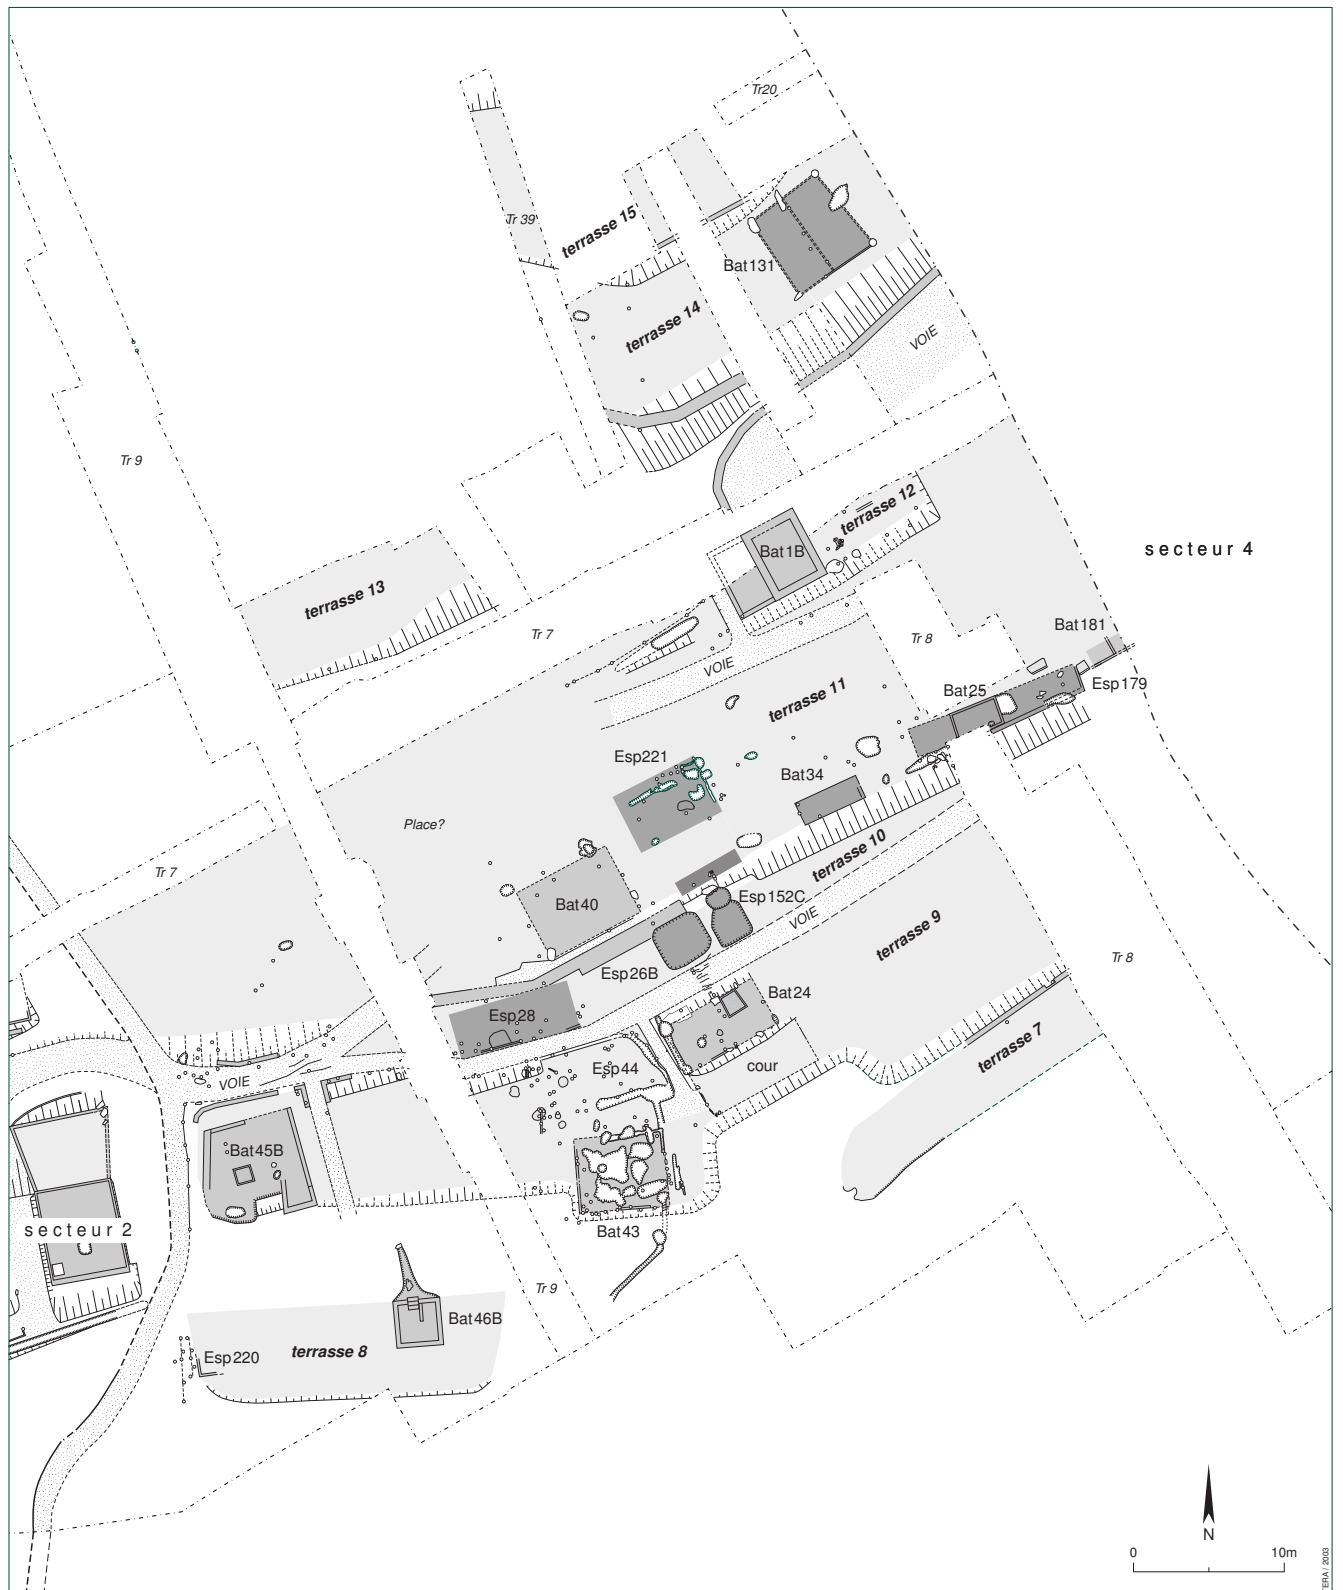 Tr20
Tr 39
terrasse 15
Bat131
terrasse 14
VOIE
Tr 9
terrasse 12
Bat1B
secteur 4
terrasse 13
Tr 7
VOIE
Tr 8
Bat181
terrasse 11
Bat25
Esp179
Esp221
Bat34
Place?
terrasse 10
Tr 7
Bat40
Esp152C
VOIE
terrasse 9
Esp26B
Tr 8
Bat24
Esp28
terrasse 7
Esp44
cour
VOIE
Bat45B
secteur 2
Bat43
Tr 9
Bat46B
Esp220
terrasse 8
N
0 10m
ERA / 2003